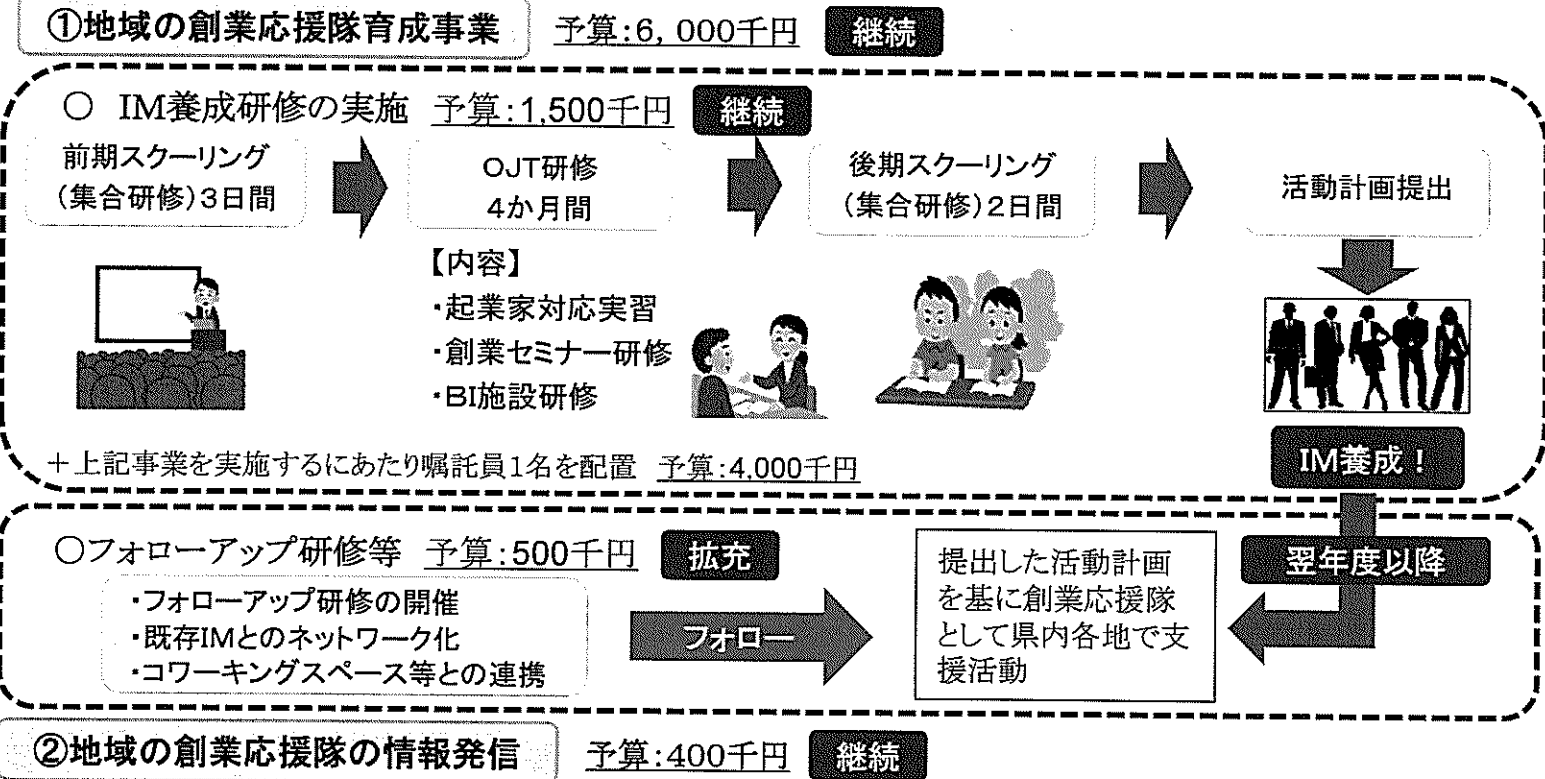 ①地域の創業応援隊育成事業 予算:6,000千円 継続
○ IM養成研修の実施 予算:1,500千円 継続
前期スクーリング
(集合研修)3日間
OJT研修
4か月間
後期スクーリング
(集合研修)2日間
活動計画提出
【内容】
・起業家対応実習
・創業セミナー研修
・BI施設研修
IM養成!
+上記事業を実施するにあたり嘱託員1名を配置 予算:4,000千円
○フォローアップ研修等 予算:500千円 拡充
・フォローアップ研修の開催
・既存IMとのネットワーク化
・コワーキングスペース等との連携
フォロー
提出した活動計画
を基に創業応援隊
として県内各地で支
援活動
翌年度以降
②地域の創業応援隊の情報発信 予算:400千円 継続